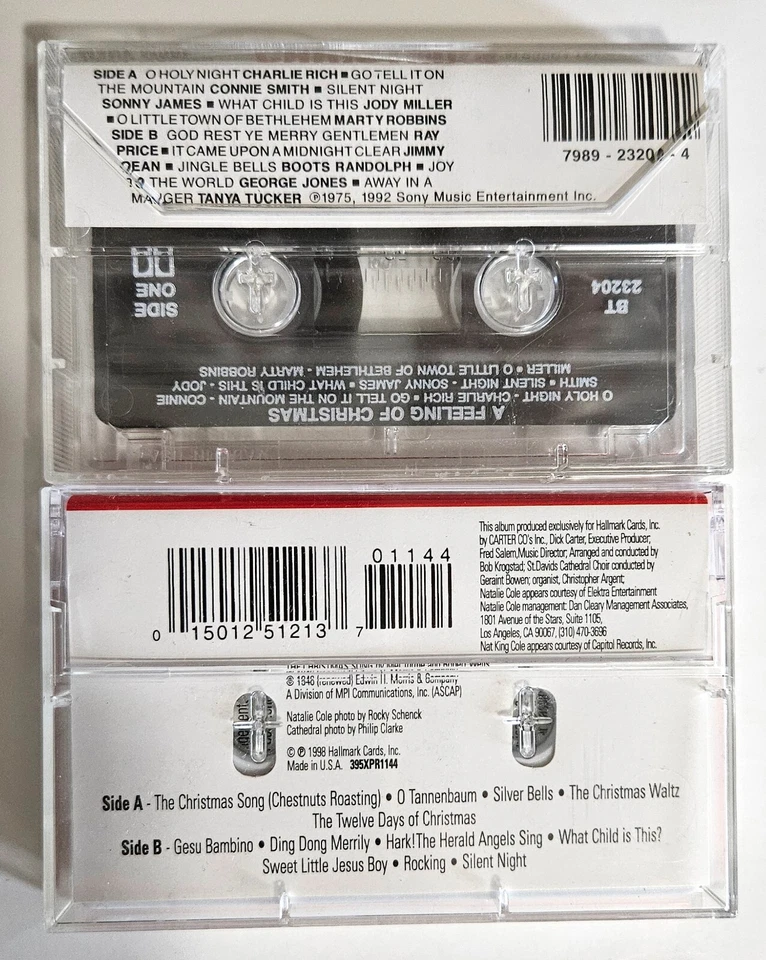 SIDE A O HOLY NIGHT CHARLIE RICH ■ GO TELL IT ON
THE MOUNTAIN CONNIE SMITH ■ SILENT NIGHT
SONNY JAMES ■ WHAT CHILD IS THIS JODY MILLER
■ O LITTLE TOWN OF BETHLEHEM MARTY ROBBINS
SIDE B GOD REST YE MERRY GENTLEMEN RAY
PRICE ■ IT CAME UPON A MIDNIGHT CLEAR JIMMY
DEAN ■ JINGLE BELLS BOOTS RANDOLPH ■ JOY
TO THE WORLD GEORGE JONES ■ AWAY IN A
MANGER TANYA TUCKER ℗1975, 1992 Sony Music Entertainment Inc.
7989 - 23204 - 4
A FEELING OF CHRISTMAS
O HOLY NIGHT - CHARLIE RICH ● GO TELL IT ON THE MOUNTAIN - CONNIE
SMITH ● SILENT NIGHT - SONNY JAMES ● WHAT CHILD IS THIS - JODY
MILLER ● O LITTLE TOWN OF BETHLEHEM - MARTY ROBBINS
BT
23204
SIDE
ONE
This album produced exclusively for Hallmark Cards, Inc.
by CARTER CO's Inc., Dick Carter, Executive Producer;
Fred Salem,Music Director; Arranged and conducted by
Bob Krogstad; St.Davids Cathedral Choir conducted by
Geraint Bowen; organist, Christopher Argent;
Natalie Cole appears courtesy of Elektra Entertainment
Natalie Cole management: Dan Cleary Management Associates,
1801 Avenue of the Stars, Suite 1105,
Los Angeles, CA 90067, (310) 470-3696
Nat King Cole appears courtesy of Capitol Records, Inc.
01144
0 15012 51213 7
© 1946 (renewed) Edwin H. Morris & Company
A Division of MPI Communications, Inc. (ASCAP)
Natalie Cole photo by Rocky Schenck
Cathedral photo by Philip Clarke
© ℗ 1998 Hallmark Cards, Inc.
Made in U.S.A. 395XPR1144
Side A - The Christmas Song (Chestnuts Roasting) • O Tannenbaum • Silver Bells • The Christmas Waltz
The Twelve Days of Christmas
Side B - Gesu Bambino • Ding Dong Merrily • Hark!The Herald Angels Sing • What Child is This?
Sweet Little Jesus Boy • Rocking • Silent Night